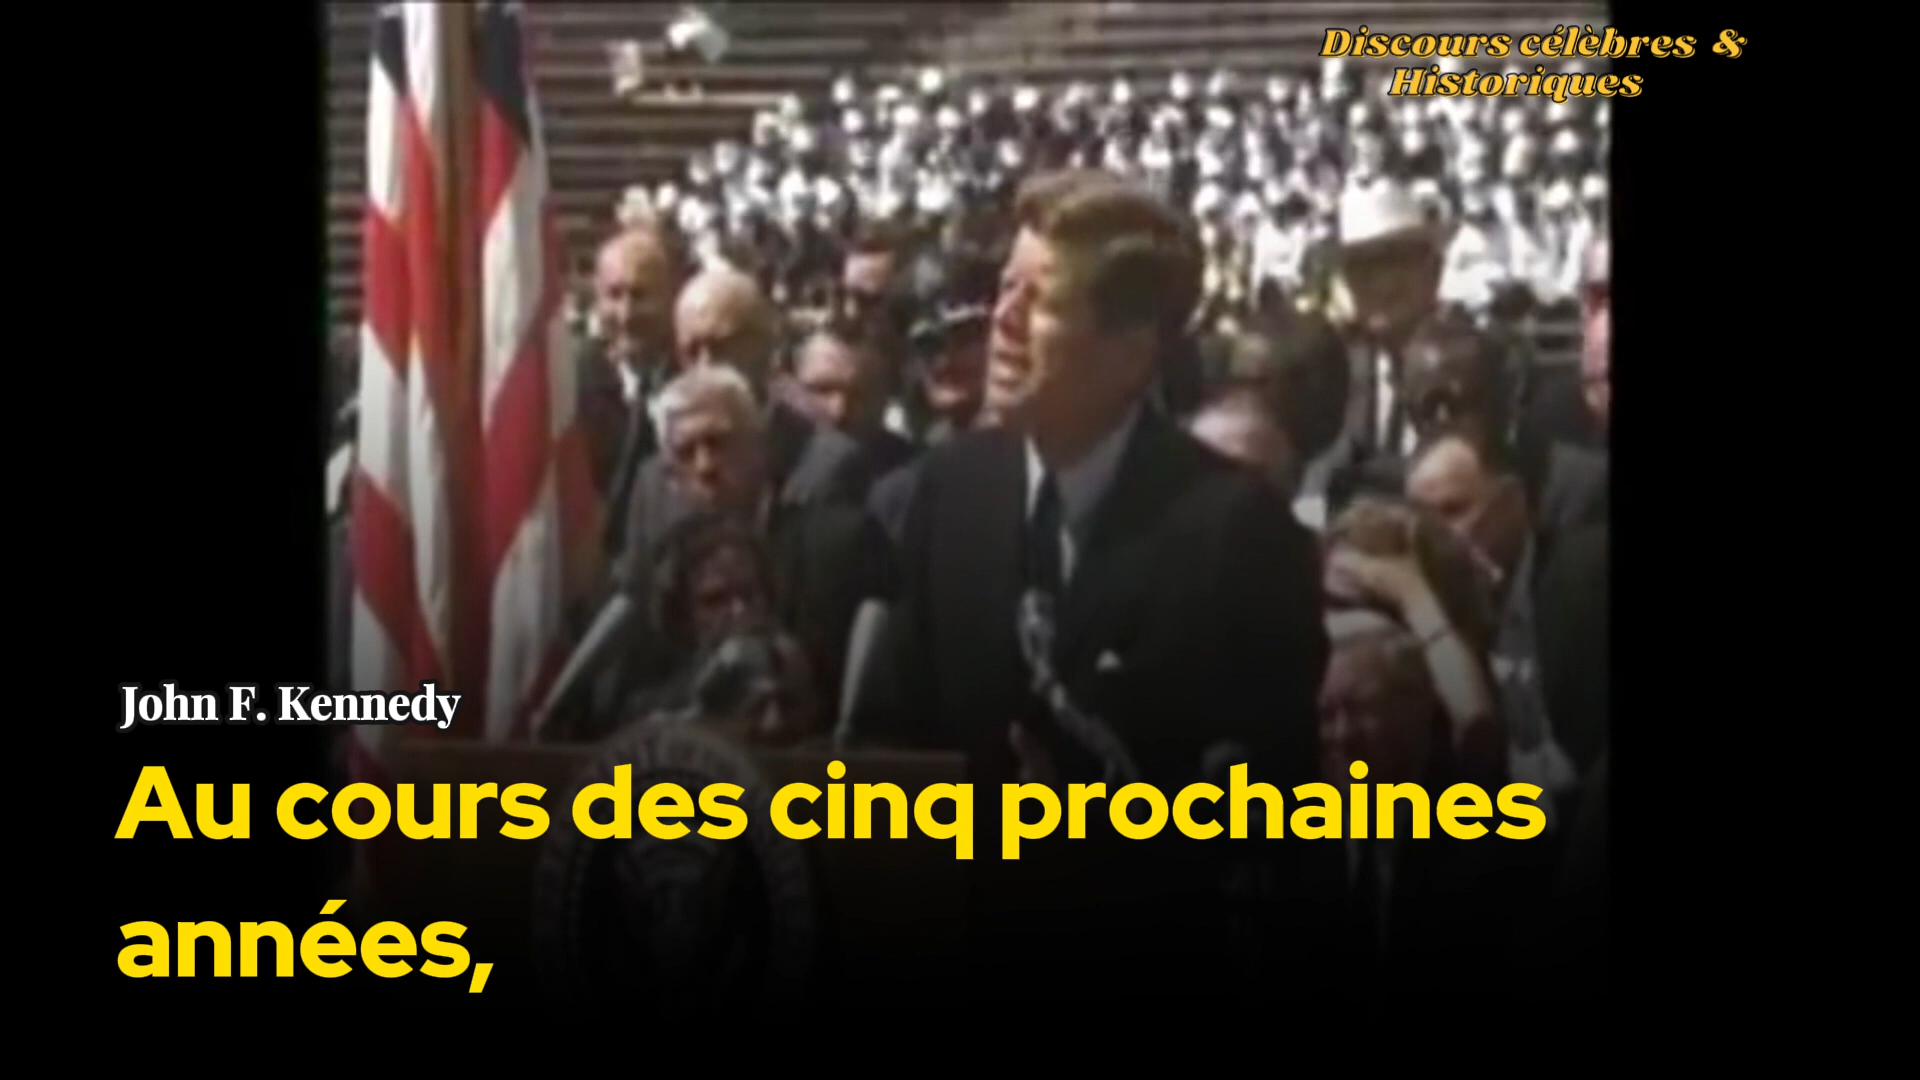 Discours célèbres &
Historiques
John F. Kennedy
Au cours des cinq prochaines
années,